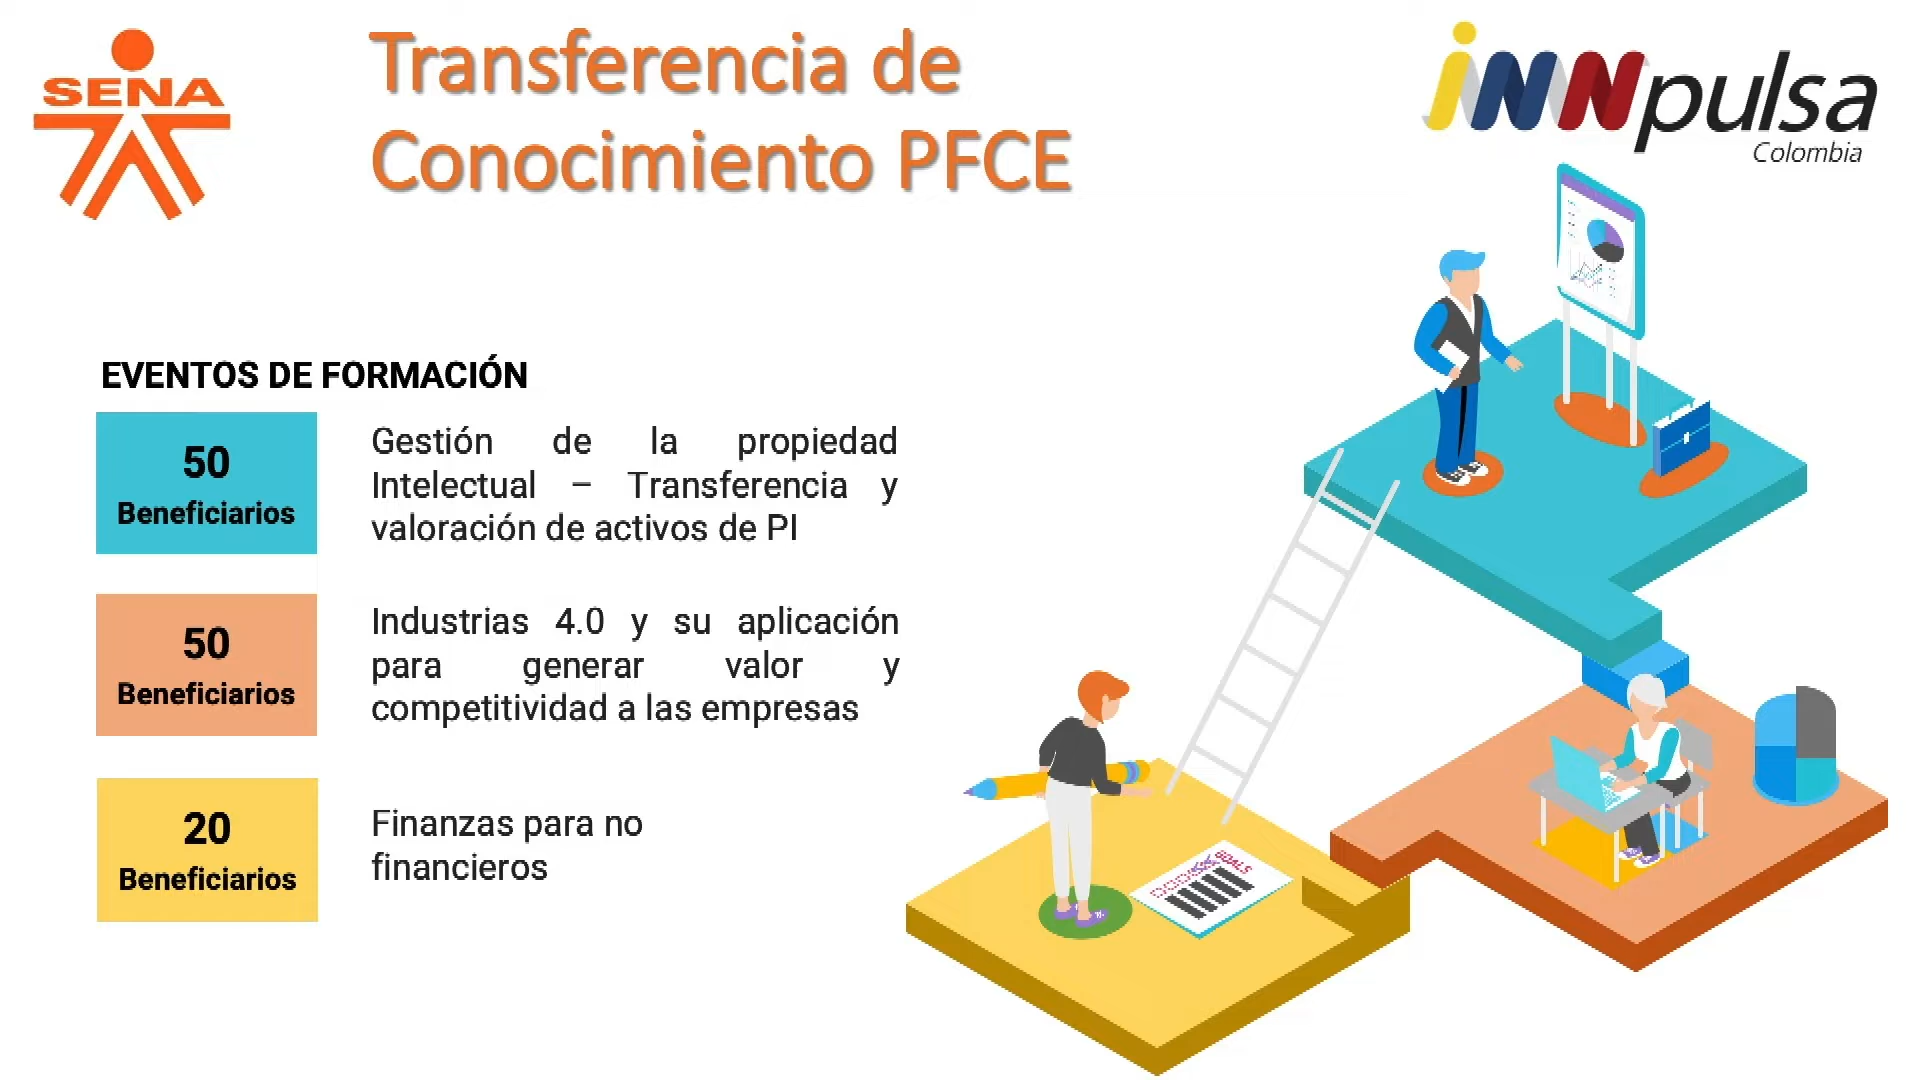 SENA
Transferencia de
Conocimiento PFCE
iNNpulsa
Colombia
EVENTOS DE FORMACIÓN
50
Beneficiarios
Gestión de la propiedad
Intelectual – Transferencia y
valoración de activos de PI
50
Beneficiarios
Industrias 4.0 y su aplicación
para generar valor y
competitividad a las empresas
20
Beneficiarios
Finanzas para no
financieros
GOALS